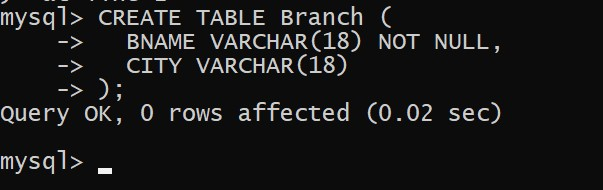 mysql> CREATE TABLE Branch (
    ->   BNAME VARCHAR(18) NOT NULL,
    ->   CITY VARCHAR(18)
    -> );
Query OK, 0 rows affected (0.02 sec)
mysql> _